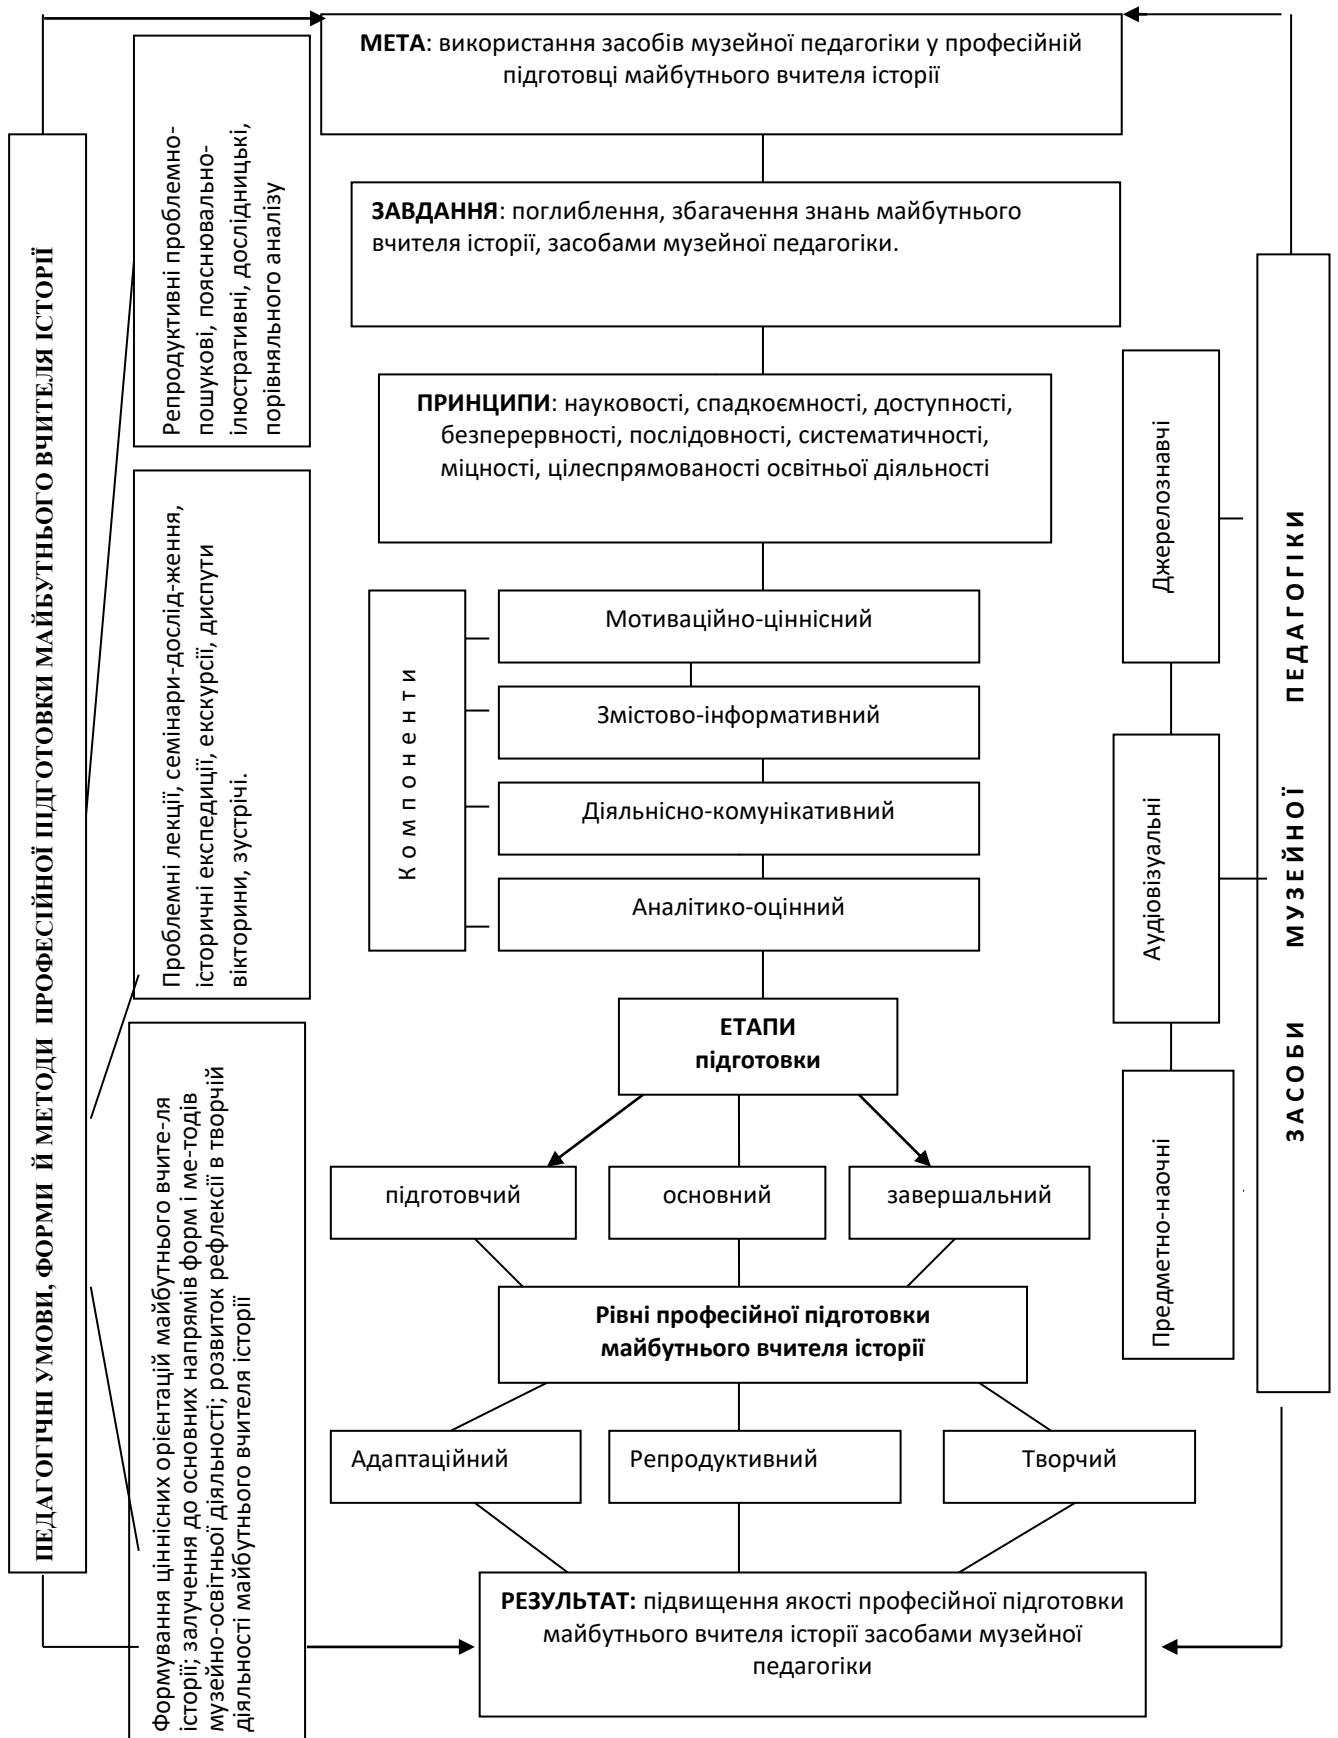 МЕТА: використання засобів музейної педагогіки у професійній
підготовці майбутнього вчителя історії
ЗАВДАННЯ: поглиблення, збагачення знань майбутнього
вчителя історії, засобами музейної педагогіки.
ПРИНЦИПИ: науковості, спадкоємності, доступності,
безперервності, послідовності, систематичності,
міцності, цілеспрямованості освітньої діяльності
Компоненти
Мотиваційно-ціннісний
Змістово-інформативний
Діяльнісно-комунікативний
Аналітико-оцінний
ЕТАПИ
підготовки
підготовчий
основний
завершальний
Рівні професійної підготовки
майбутнього вчителя історії
Адаптаційний
Репродуктивний
Творчий
РЕЗУЛЬТАТ: підвищення якості професійної підготовки
майбутнього вчителя історії засобами музейної
педагогіки
ПЕДАГОГІЧНІ УМОВИ, ФОРМИ Й МЕТОДИ ПРОФЕСІЙНОЇ ПІДГОТОВКИ МАЙБУТНЬОГО ВЧИТЕЛЯ ІСТОРІЇ
Репродуктивні проблемно-
пошукові, пояснювально-
ілюстративні, дослідницькі,
порівняльного аналізу
Проблемні лекції, семінари-дослід-ження,
історичні експедиції, екскурсії, диспути
вікторини, зустрічі.
Формування ціннісних орієнтацій майбутнього вчите-ля
історії; залучення до основних напрямів форм і ме-тодів
музейно-освітньої діяльності; розвиток рефлексії в творчій
діяльності майбутнього вчителя історії
Джерелознавчі
Аудіовізуальні
Предметно-наочні
ЗАСОБИ МУЗЕЙНОЇ ПЕДАГОГІКИ